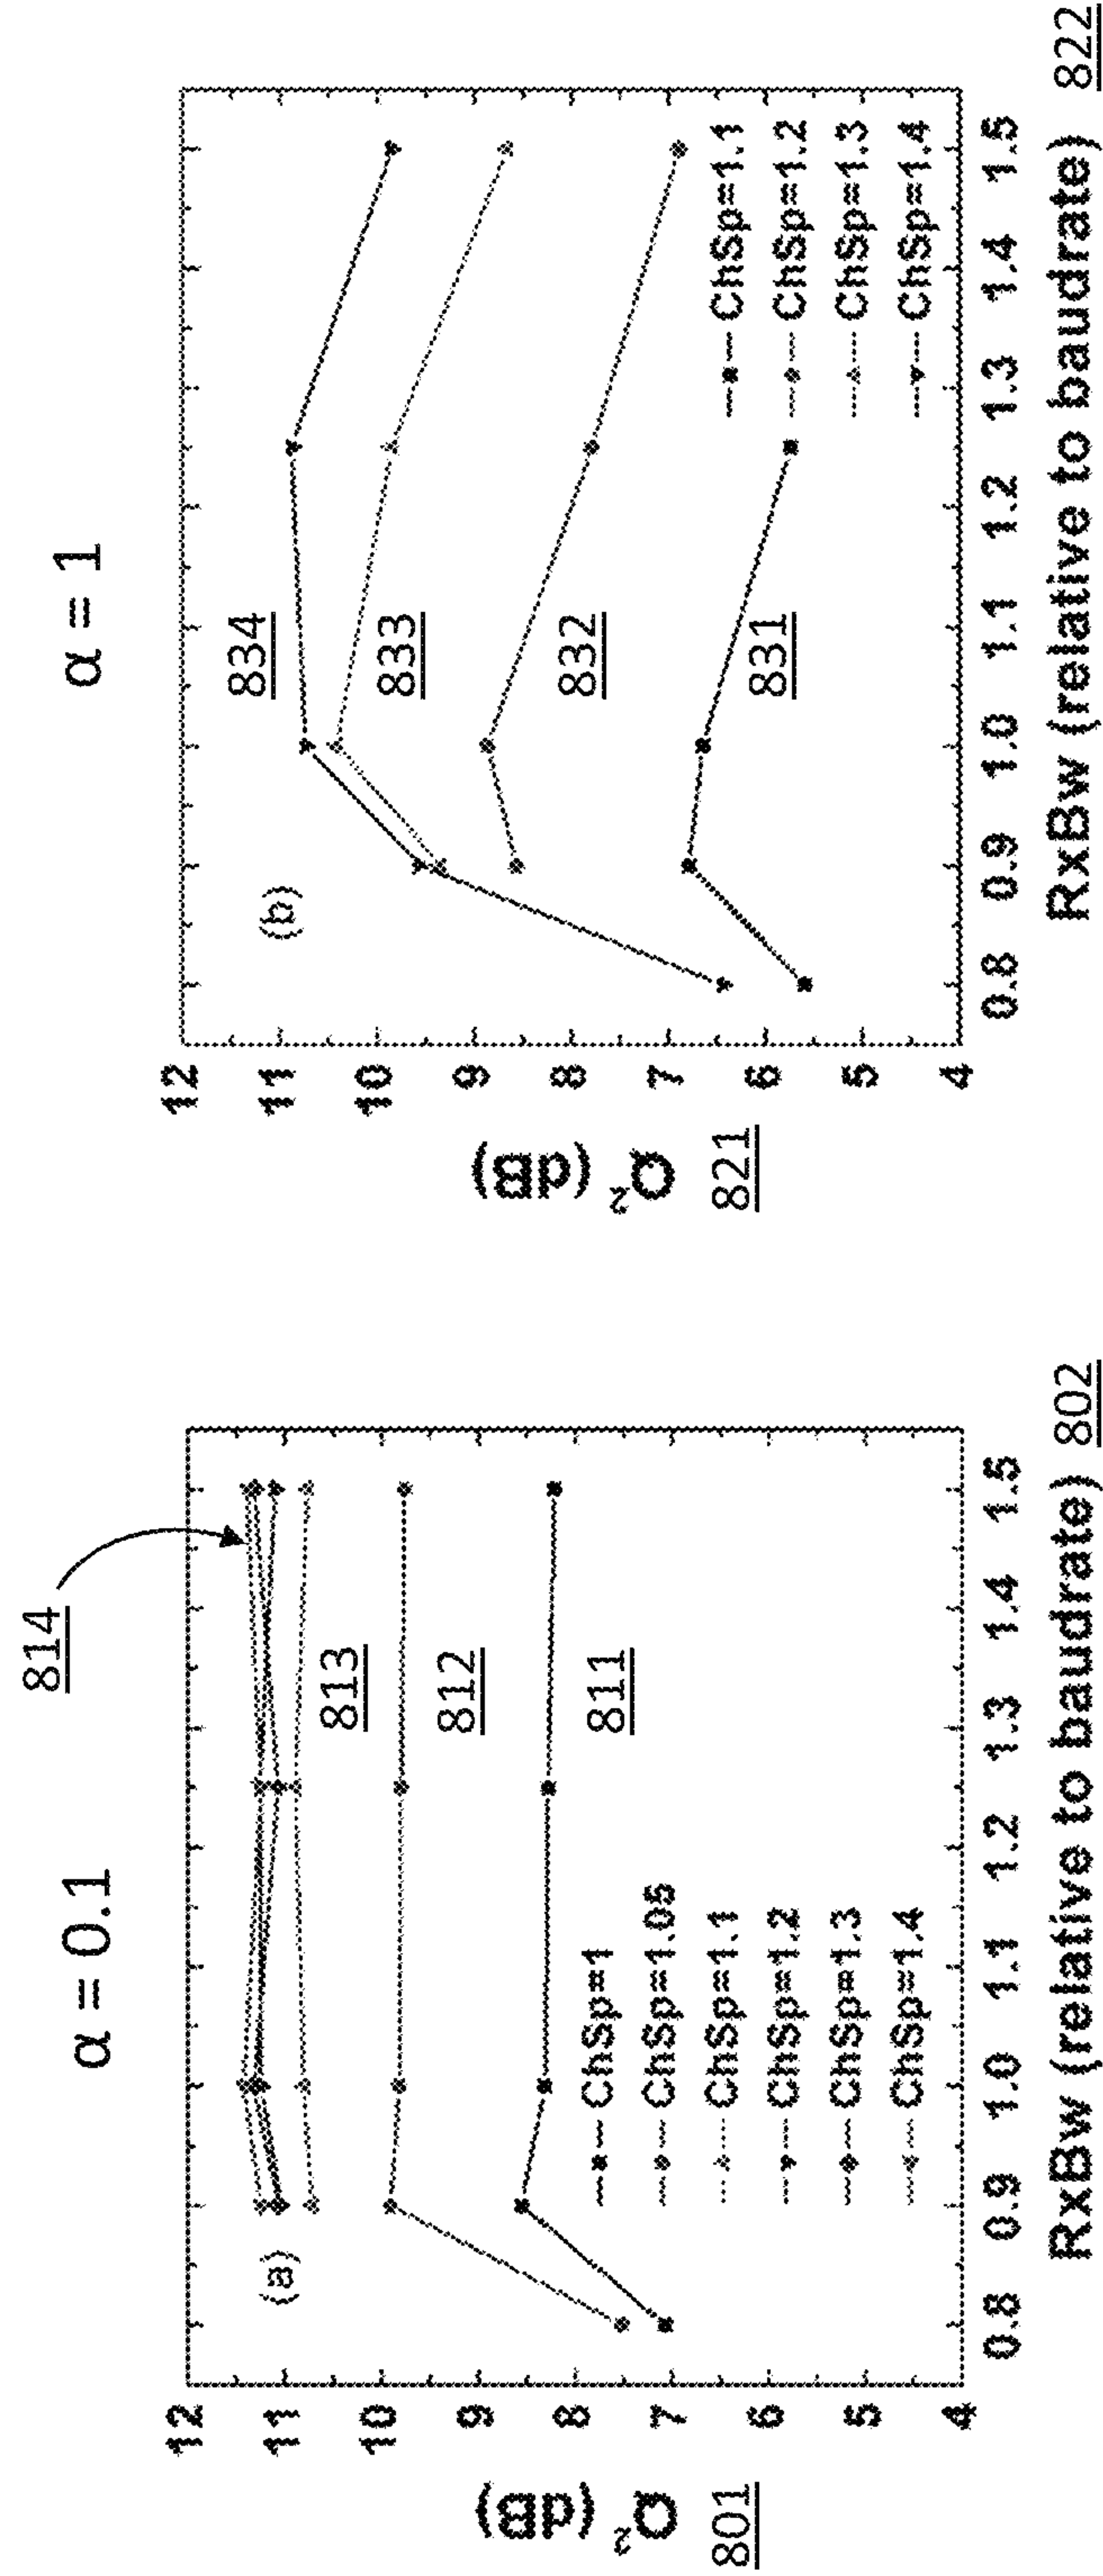 α = 0.1
814
(a)
813
812
811
12
11
10
9
8
7
6
5
4
Q² (dB)
801
ChSp=1
ChSp=1.05
ChSp=1.1
ChSp=1.2
ChSp=1.3
ChSp=1.4
0.8 0.9 1.0 1.1 1.2 1.3 1.4 1.5
RxBw (relative to baudrate)
802
α = 1
(b)
834
833
832
831
12
11
10
9
8
7
6
5
4
Q² (dB)
821
ChSp=1.1
ChSp=1.2
ChSp=1.3
ChSp=1.4
0.8 0.9 1.0 1.1 1.2 1.3 1.4 1.5
RxBw (relative to baudrate)
822